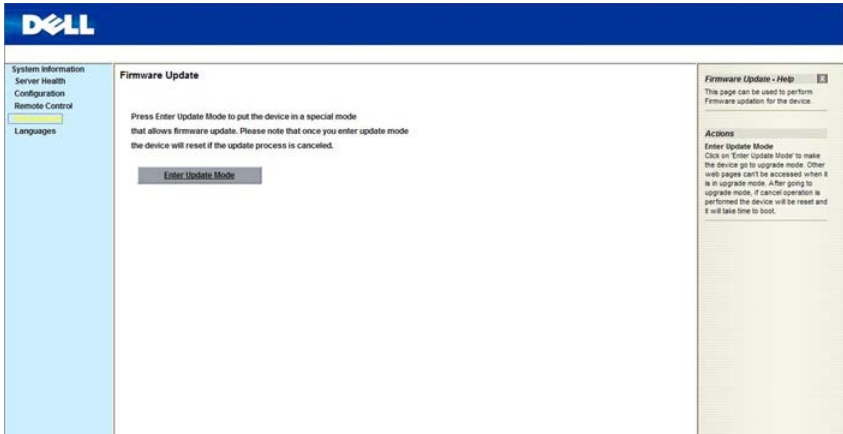 DELL
System Information
Server Health
Configuration
Remote Control
Languages
Firmware Update
Press Enter Update Mode to put the device in a special mode
that allows firmware update. Please note that once you enter update mode
the device will reset if the update process is canceled.
Enter Update Mode
Firmware Update - Help X
This page can be used to perform
Firmware updation for the device.
Actions
Enter Update Mode
Click on 'Enter Update Mode' to make
the device go to upgrade mode. Other
web pages can't be accessed when it
is in upgrade mode. After going to
upgrade mode, if cancel operation is
performed the device will be reset and
it will take time to boot.